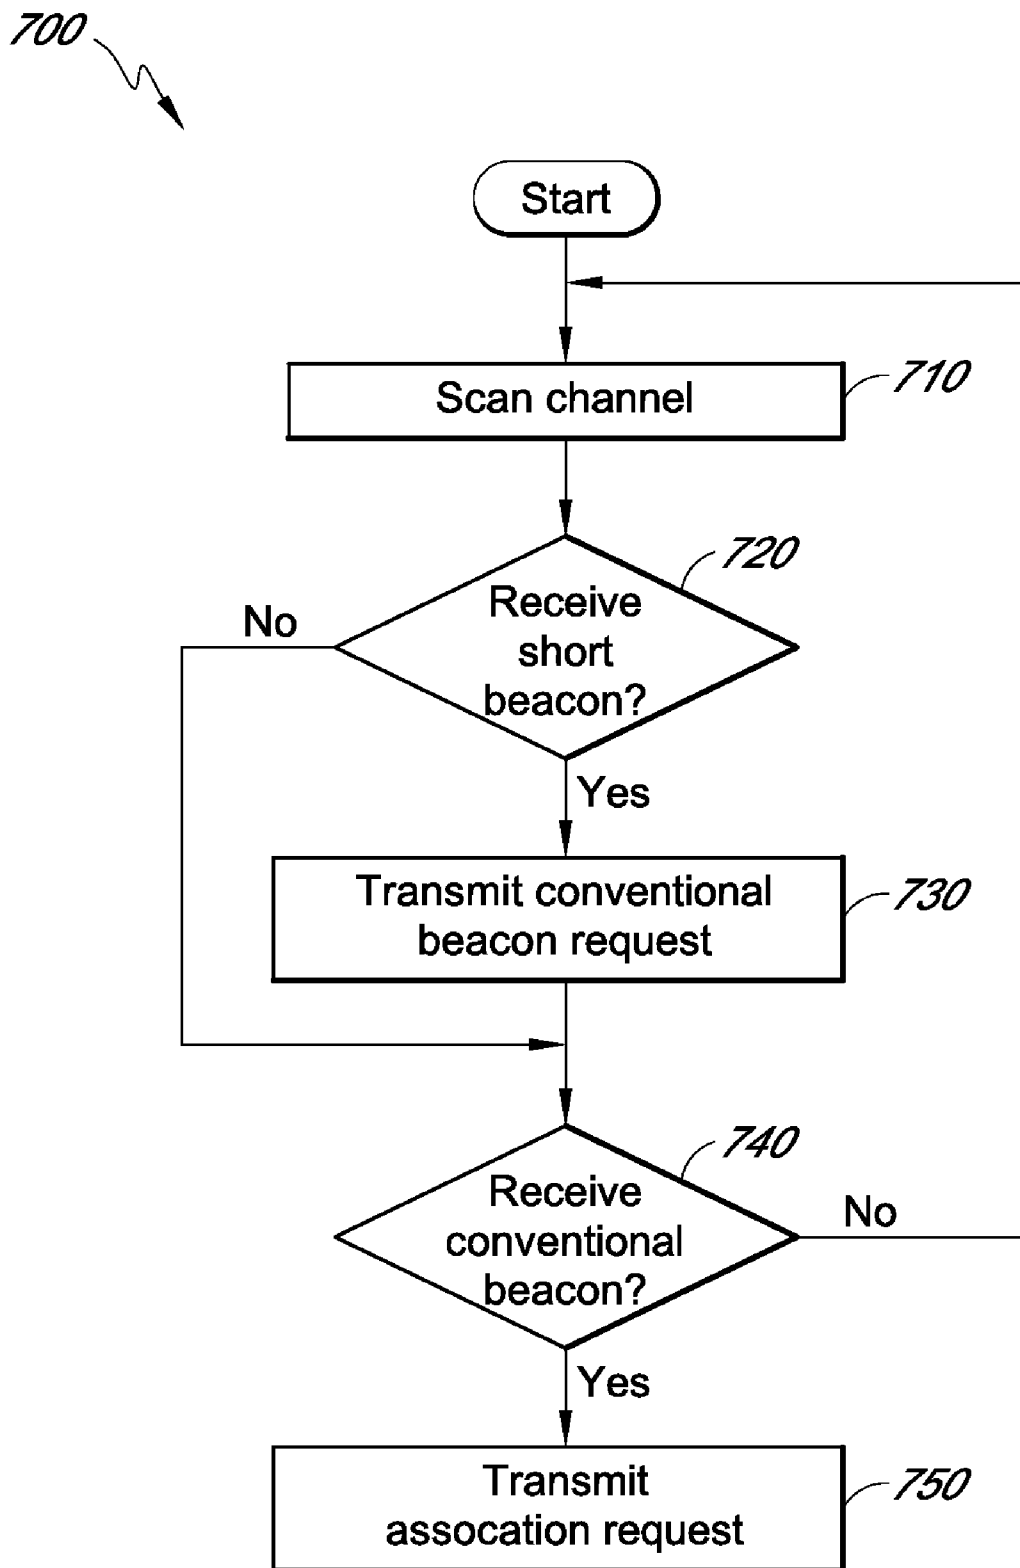 700
Start
Scan channel
710
720
Receive
short
beacon?
No
Yes
Transmit conventional
beacon request
730
740
Receive
conventional
beacon?
No
Yes
Transmit
assocation request
750